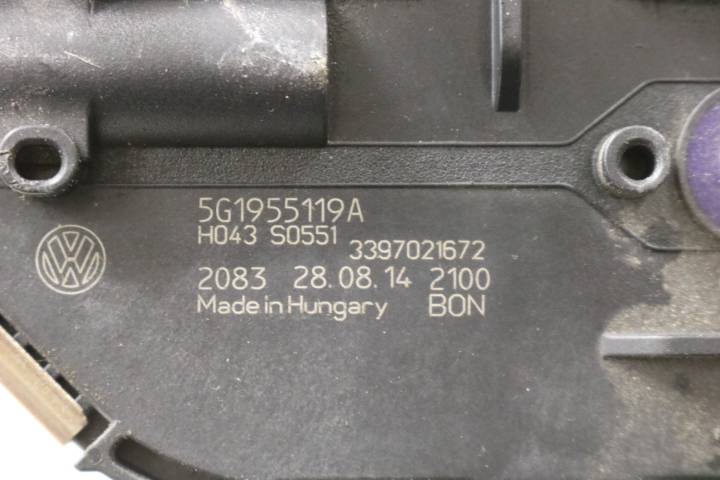 5G1955119A
H043 S0551
3397021672
2083 28.08.14 2100
Made in Hungary BON